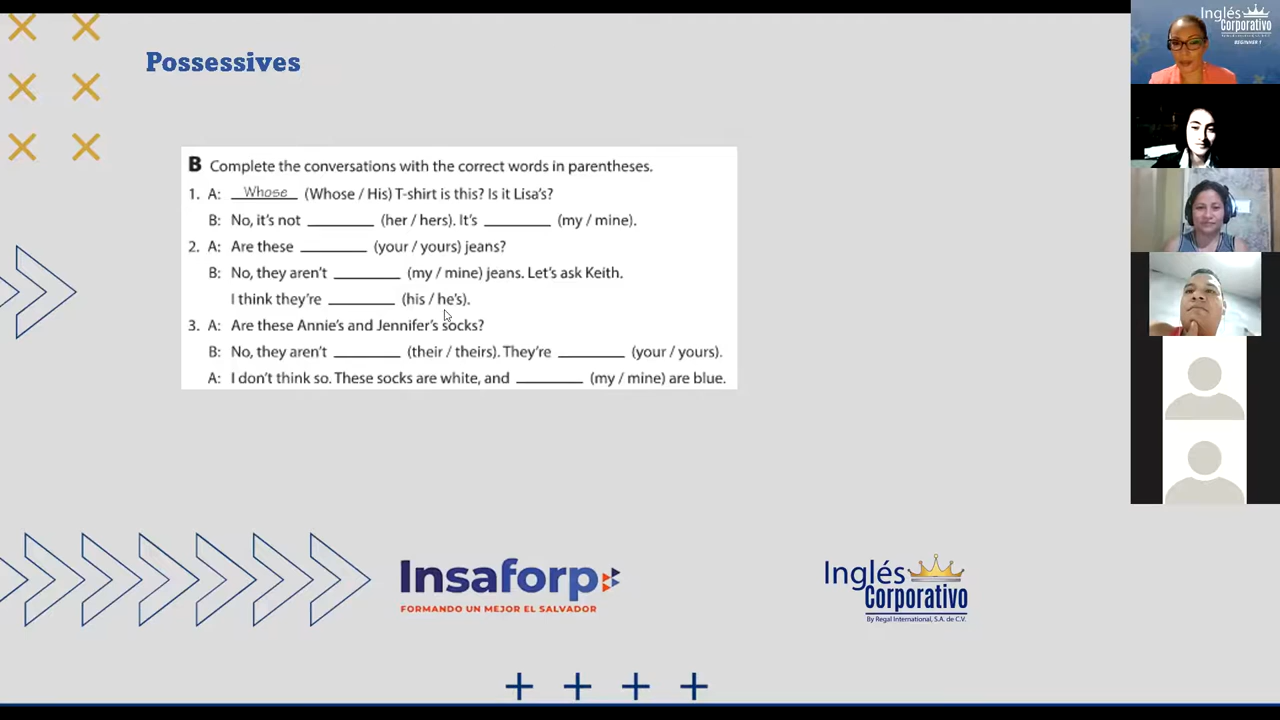 Possessives
B Complete the conversations with the correct words in parentheses.
1. A: Whose (Whose / His) T-shirt is this? Is it Lisa's?
B: No, it's not ________ (her / hers). It's ________ (my / mine).
2. A: Are these ________ (your / yours) jeans?
B: No, they aren't ________ (my / mine) jeans. Let's ask Keith.
I think they're ________ (his / he's).
3. A: Are these Annie's and Jennifer's socks?
B: No, they aren't ________ (their / theirs). They're ________ (your / yours).
A: I don't think so. These socks are white, and ________ (my / mine) are blue.
Insaforp
FORMANDO UN MEJOR EL SALVADOR
Inglés
Corporativo
By Regal International, S.A. de C.V.
Inglés
Corporativo
BEGINNER 1